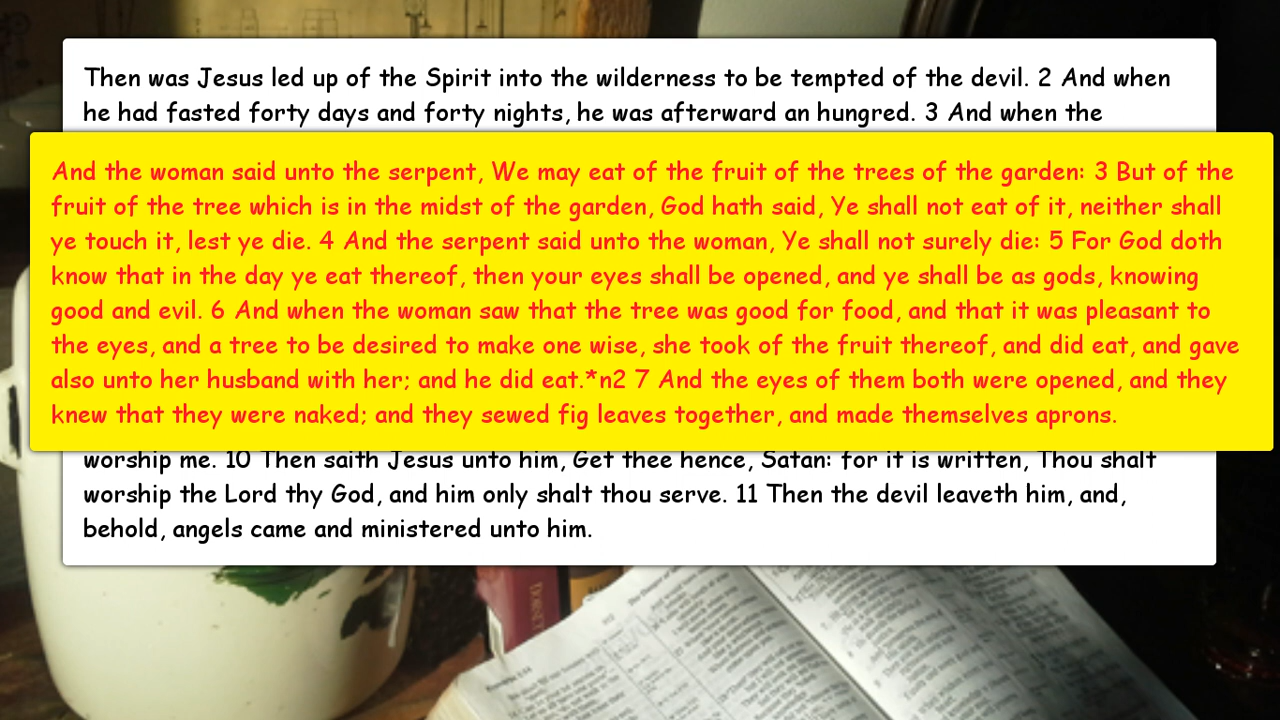 Then was Jesus led up of the Spirit into the wilderness to be tempted of the devil. 2 And when
he had fasted forty days and forty nights, he was afterward an hungred. 3 And when the
And the woman said unto the serpent, We may eat of the fruit of the trees of the garden: 3 But of the
fruit of the tree which is in the midst of the garden, God hath said, Ye shall not eat of it, neither shall
ye touch it, lest ye die. 4 And the serpent said unto the woman, Ye shall not surely die: 5 For God doth
know that in the day ye eat thereof, then your eyes shall be opened, and ye shall be as gods, knowing
good and evil. 6 And when the woman saw that the tree was good for food, and that it was pleasant to
the eyes, and a tree to be desired to make one wise, she took of the fruit thereof, and did eat, and gave
also unto her husband with her; and he did eat.*n2 7 And the eyes of them both were opened, and they
knew that they were naked; and they sewed fig leaves together, and made themselves aprons.
worship me. 10 Then saith Jesus unto him, Get thee hence, Satan: for it is written, Thou shalt
worship the Lord thy God, and him only shalt thou serve. 11 Then the devil leaveth him, and,
behold, angels came and ministered unto him.